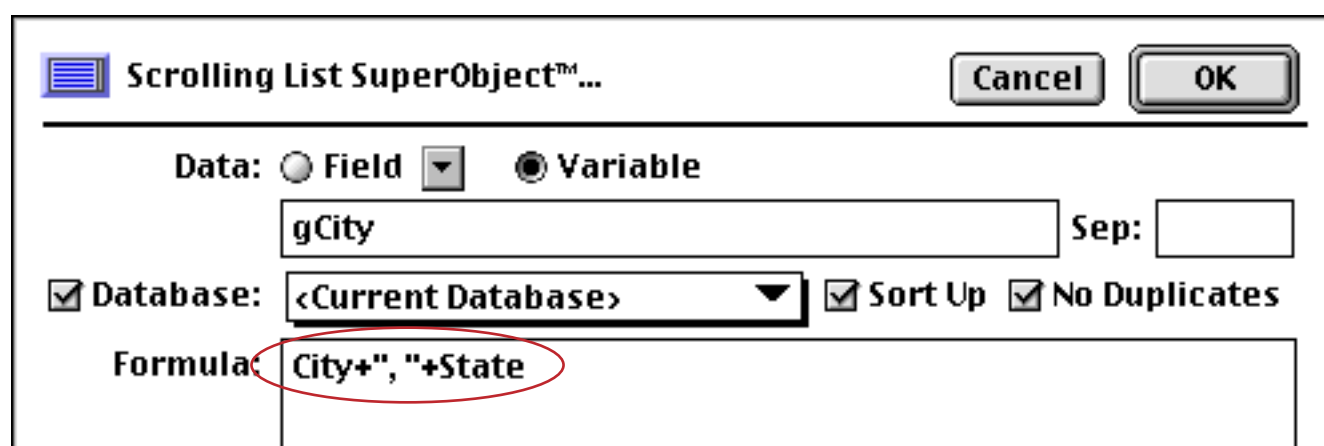 Scrolling List SuperObject™... Cancel OK
Data: Field Variable
gCity Sep:
Database: <Current Database> Sort Up No Duplicates
Formula: City+", "+State